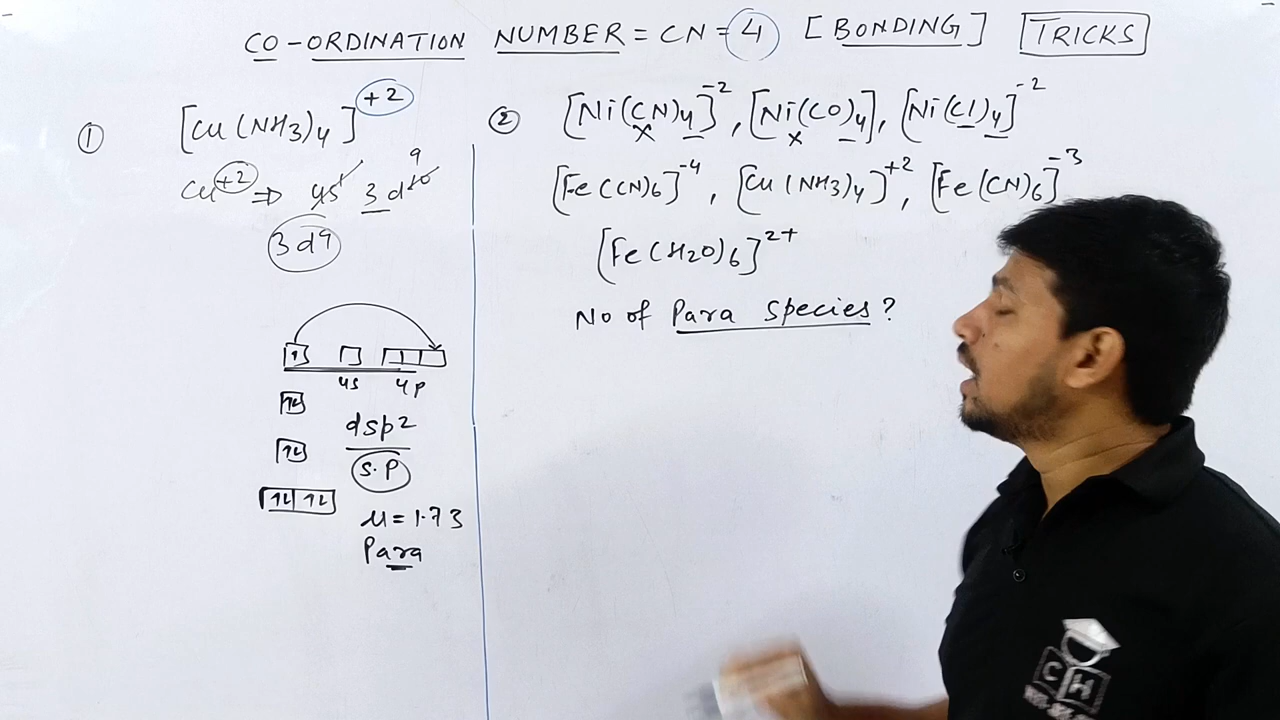 CO-ORDINATION NUMBER = CN = 4 [BONDING] TRICKS
① [Cu(NH3)4]+2
Cu+2 ⇒ 4s1 3d10 9
3d9
4s 4p
dsp2
S.P
μ = 1.73
Para
② [Ni(CN)4]-2, [Ni(CO)4], [Ni(Cl)4]-2
[Fe(CN)6]-4, [Cu(NH3)4]+2, [Fe(CN)6]-3
[Fe(H2O)6]2+
No of Para Species?
C H